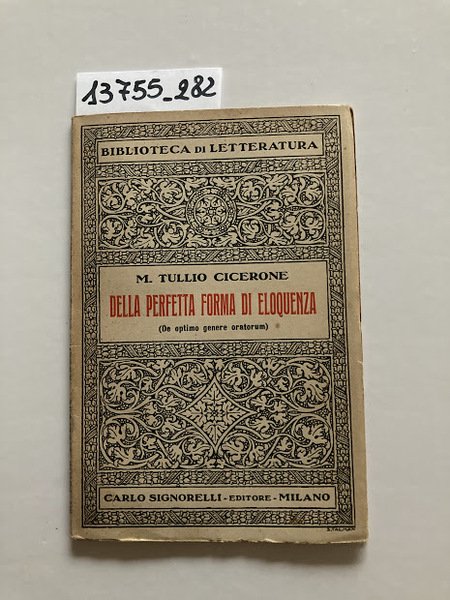 13755_282
BIBLIOTECA DI LETTERATURA
M. TULLIO CICERONE
DELLA PERFETTA FORMA DI ELOQUENZA
(De optimo genere oratorum)
CARLO SIGNORELLI - EDITORE - MILANO
S. TALMAN